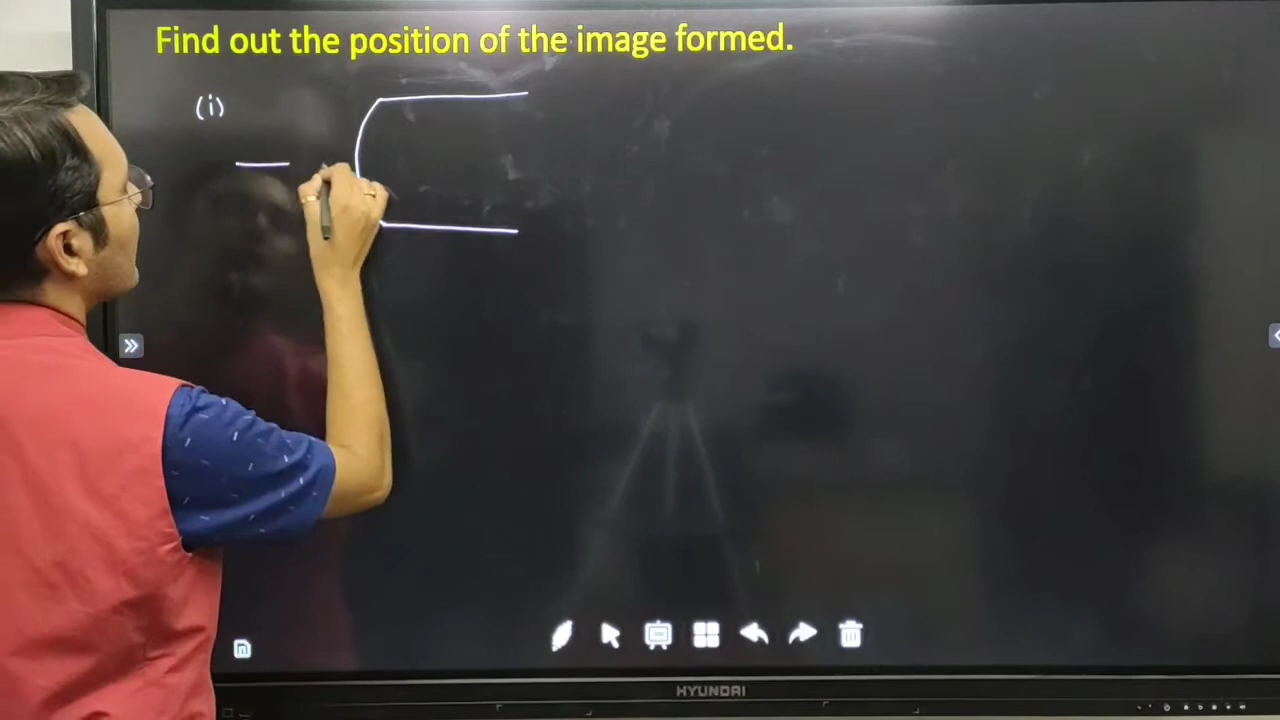 Find out the position of the image formed.
(i)
HYUNDAI